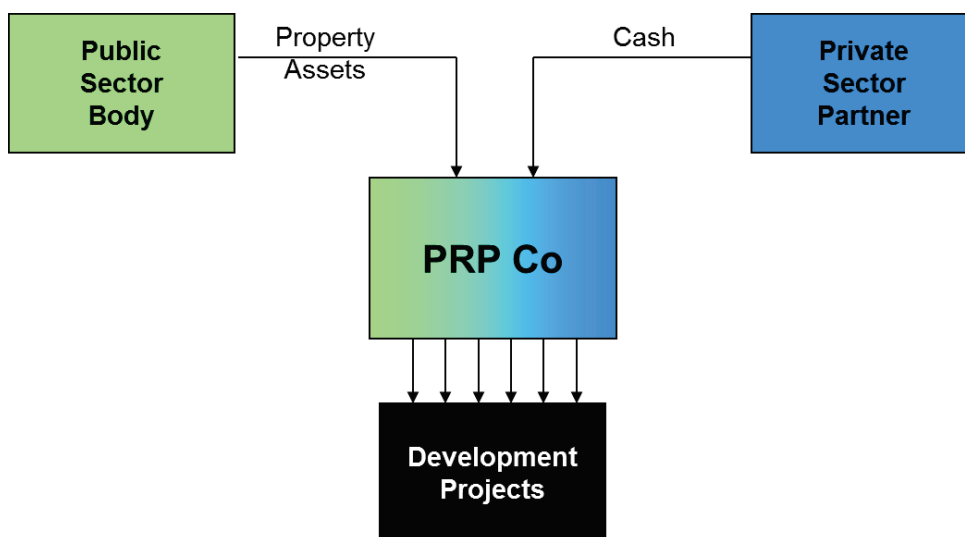 Public
Sector
Body
Property
Assets
Cash
Private
Sector
Partner
PRP Co
Development
Projects